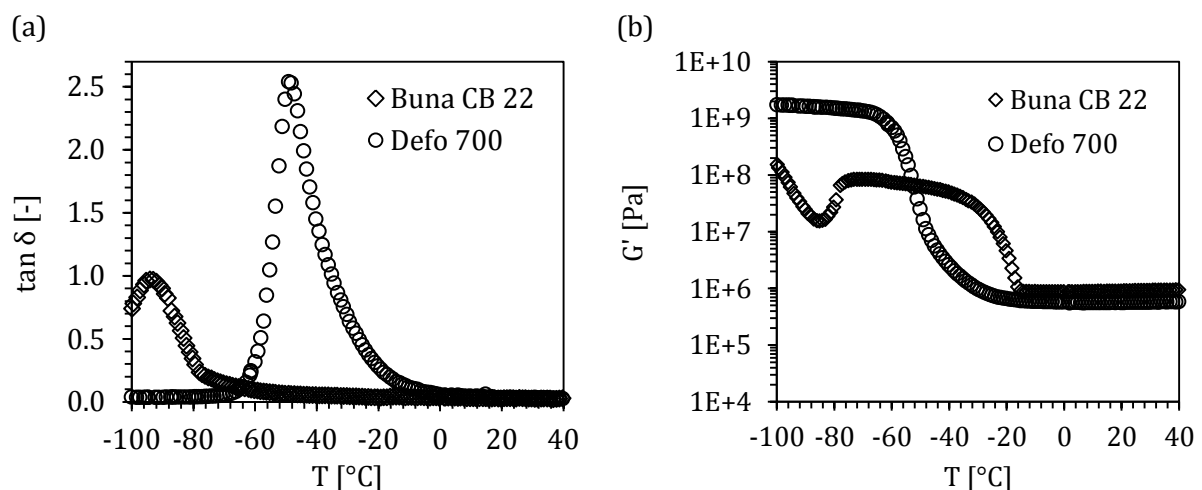 (a)
2.5
2.0
1.5
1.0
0.5
0.0
tan δ [-]
Buna CB 22
Defo 700
-100 -80 -60 -40 -20 0 20 40
T [°C]
(b)
1E+10
1E+9
1E+8
1E+7
1E+6
1E+5
1E+4
G' [Pa]
Buna CB 22
Defo 700
-100 -80 -60 -40 -20 0 20 40
T [°C]